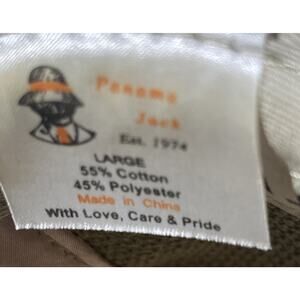 Panama
Jack
Est. 1974
LARGE
55% Cotton
45% Polyester
Made in China
With Love, Care & Pride